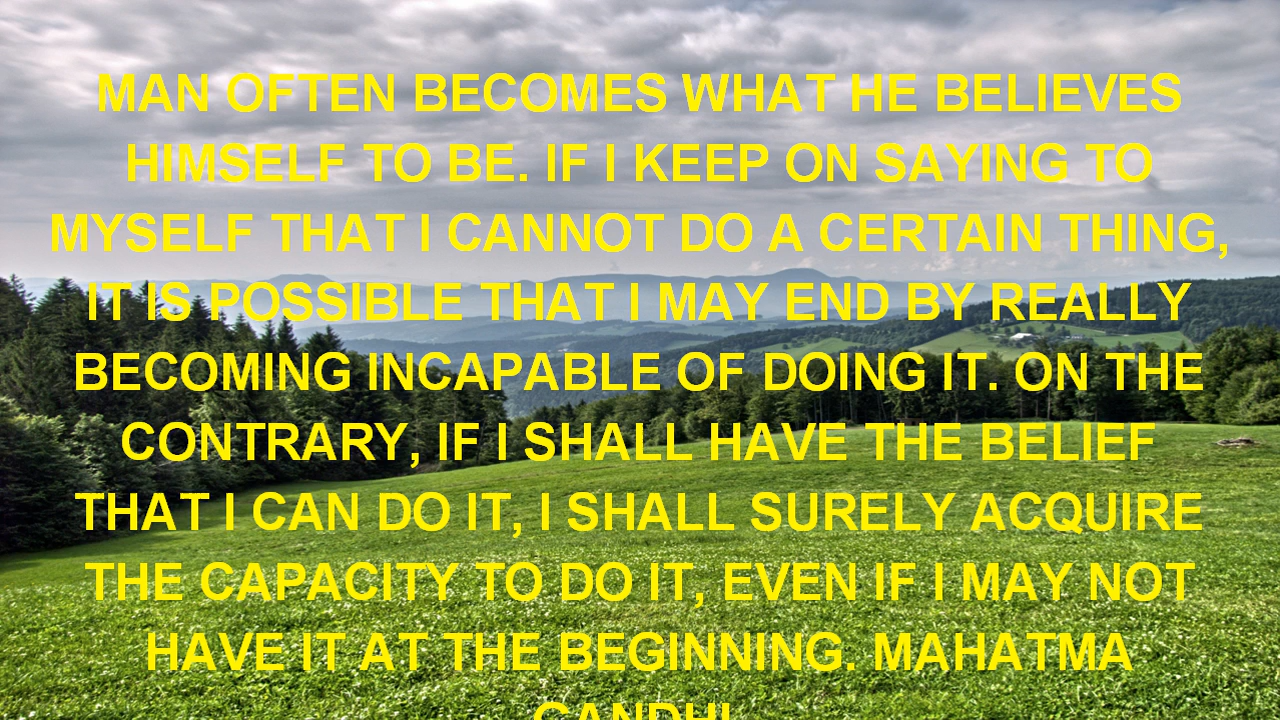 MAN OFTEN BECOMES WHAT HE BELIEVES
HIMSELF TO BE. IF I KEEP ON SAYING TO
MYSELF THAT I CANNOT DO A CERTAIN THING,
IT IS POSSIBLE THAT I MAY END BY REALLY
BECOMING INCAPABLE OF DOING IT. ON THE
CONTRARY, IF I SHALL HAVE THE BELIEF
THAT I CAN DO IT, I SHALL SURELY ACQUIRE
THE CAPACITY TO DO IT, EVEN IF I MAY NOT
HAVE IT AT THE BEGINNING. MAHATMA
GANDHI